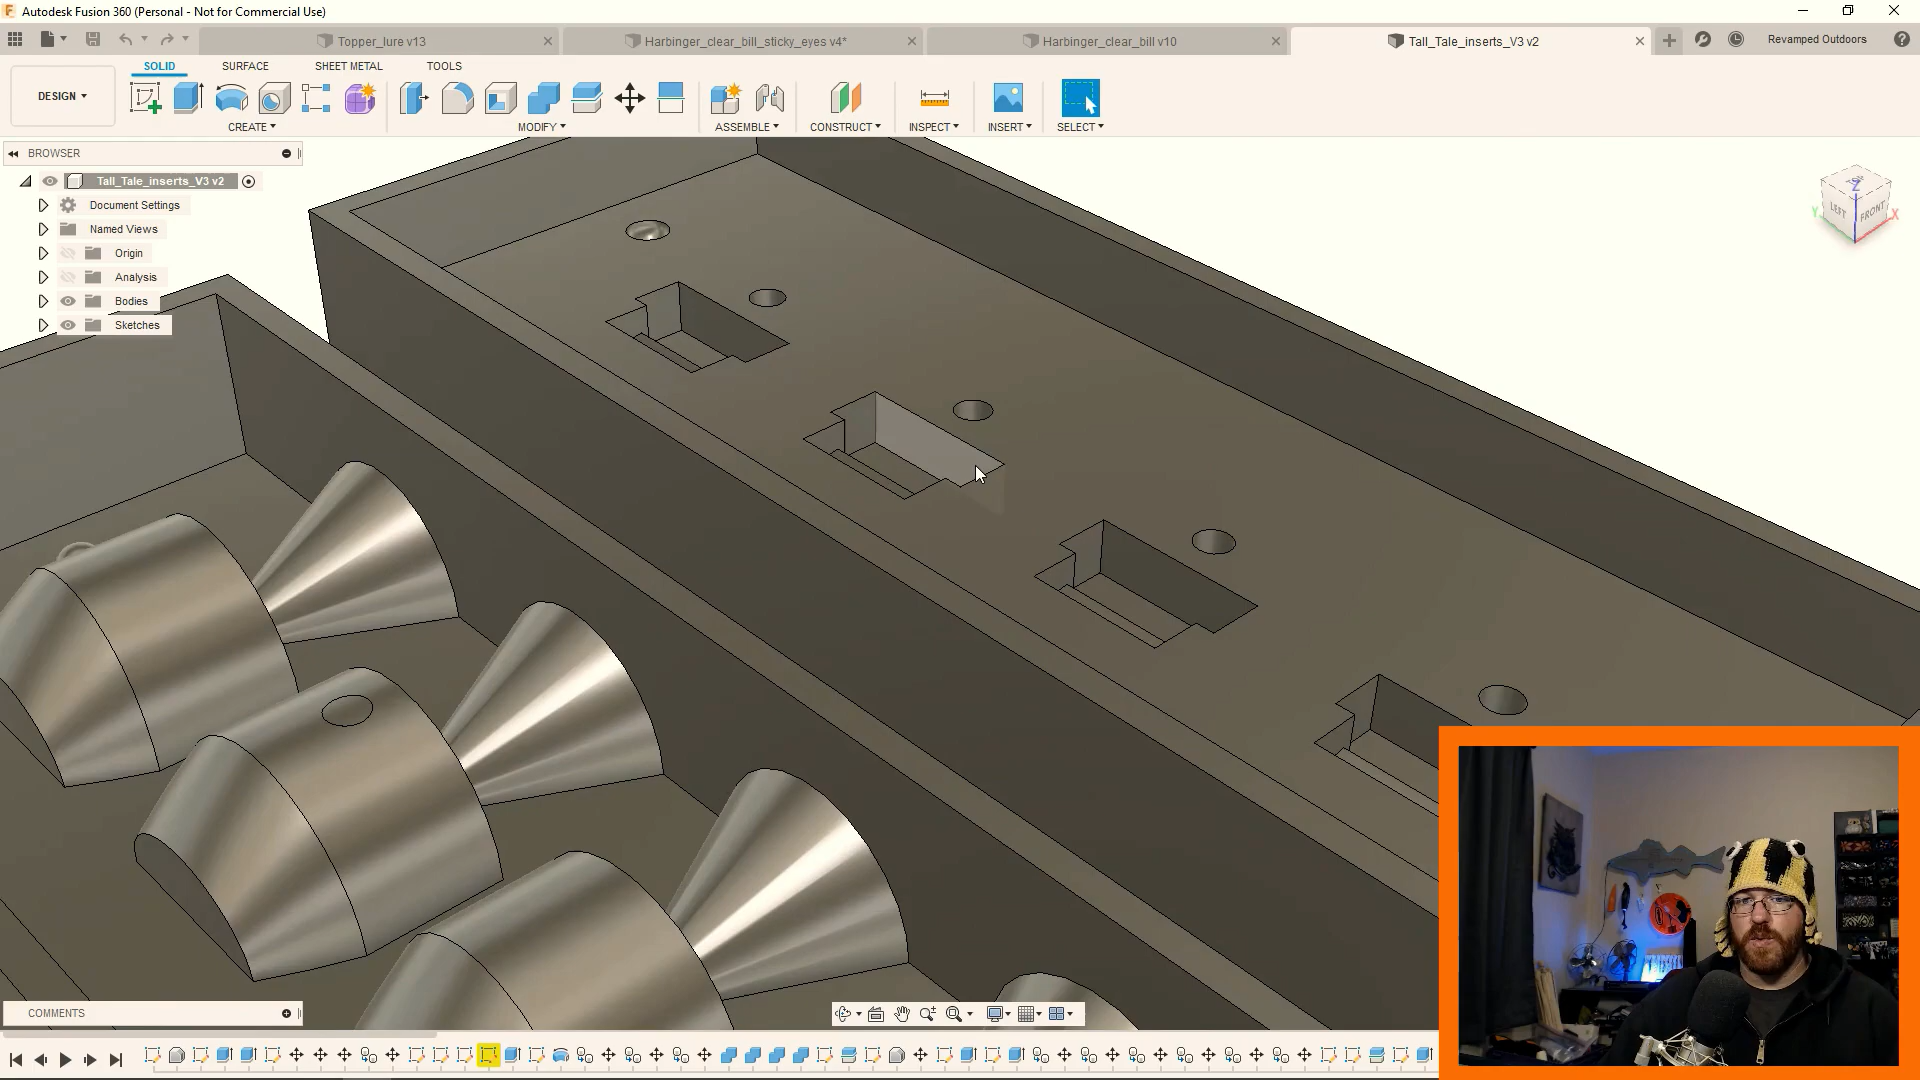 Autodesk Fusion 360 (Personal - Not for Commercial Use)
Topper_lure v13
Harbinger_clear_bill_sticky_eyes v4*
Harbinger_clear_bill v10
Tall_Tale_inserts_V3 v2
Revamped Outdoors
SOLID
SURFACE
SHEET METAL
TOOLS
DESIGN
CREATE
MODIFY
ASSEMBLE
CONSTRUCT
INSPECT
INSERT
SELECT
BROWSER
Tall_Tale_inserts_V3 v2
Document Settings
Named Views
Origin
Analysis
Bodies
Sketches
Z
LEFT
FRONT
Y
X
COMMENTS